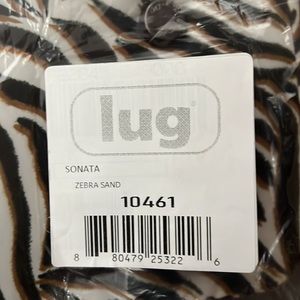 lug®
SONATA
ZEBRA SAND
10461
8 80479 25322 6